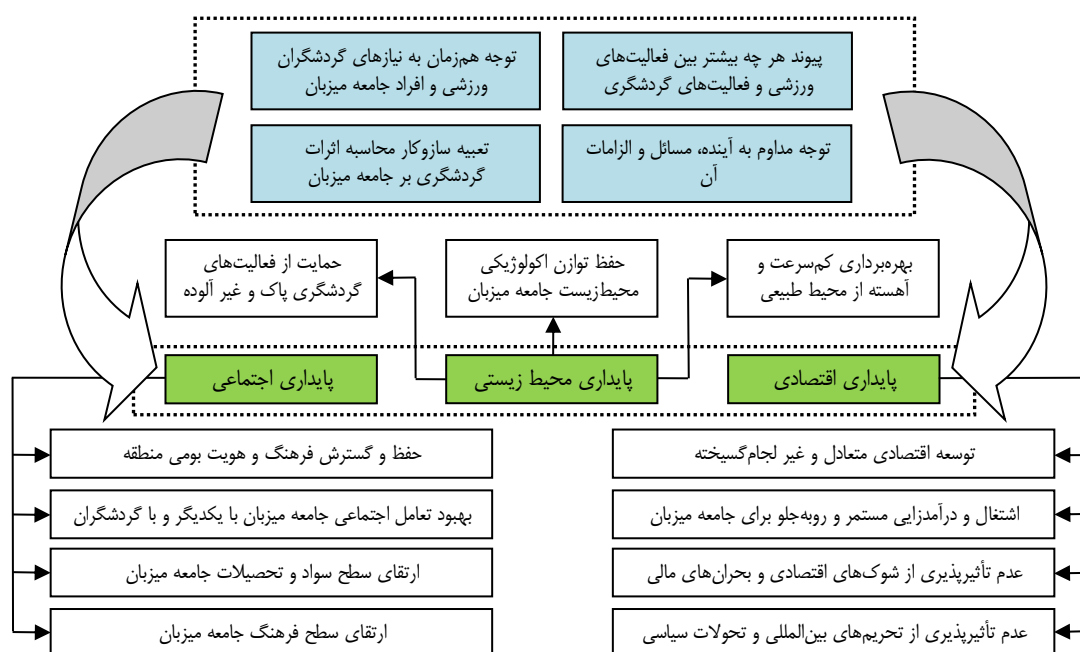 پیوند هر چه بیشتر بین فعالیت‌های
ورزشی و فعالیت‌های گردشگری
توجه هم‌زمان به نیازهای گردشگران
ورزشی و افراد جامعه میزبان
توجه مداوم به آینده، مسائل و الزامات
آن
تعبیه سازوکار محاسبه اثرات
گردشگری بر جامعه میزبان
بهره‌برداری کم‌سرعت و
آهسته از محیط طبیعی
حفظ توازن اکولوژیکی
محیط‌زیست جامعه میزبان
حمایت از فعالیت‌های
گردشگری پاک و غیر آلوده
پایداری اقتصادی
پایداری محیط زیستی
پایداری اجتماعی
توسعه اقتصادی متعادل و غیر لجام‌گسیخته
اشتغال و درآمدزایی مستمر و روبه‌جلو برای جامعه میزبان
عدم تأثیرپذیری از شوک‌های اقتصادی و بحران‌های مالی
عدم تأثیرپذیری از تحریم‌های بین‌المللی و تحولات سیاسی
حفظ و گسترش فرهنگ و هویت بومی منطقه
بهبود تعامل اجتماعی جامعه میزبان با یکدیگر و با گردشگران
ارتقای سطح سواد و تحصیلات جامعه میزبان
ارتقای سطح فرهنگ جامعه میزبان